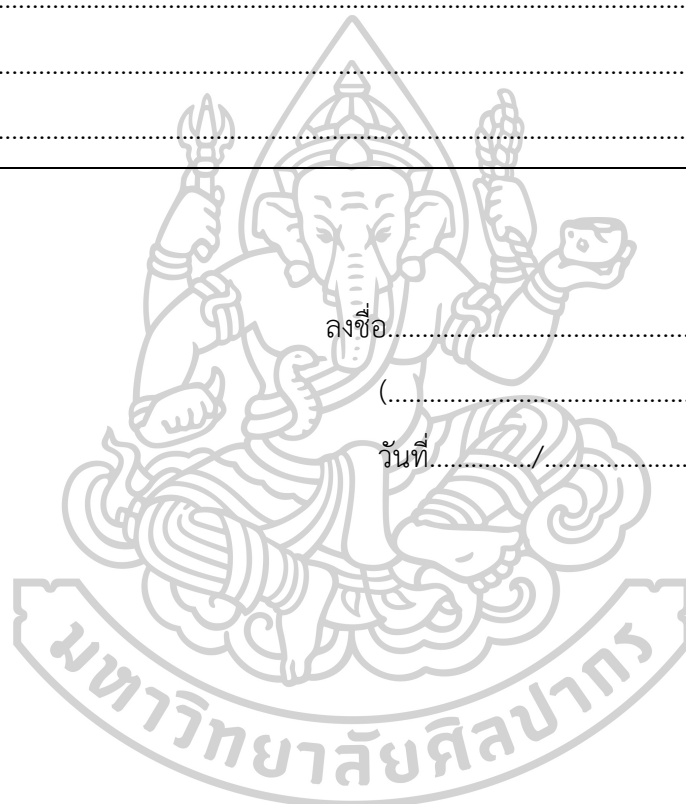 ................................................................................
................................................................................
................................................................................
ลงชื่อ............................................
(............................................
วันที่.............../.....................
มหาวิทยาลัยศิลปากร